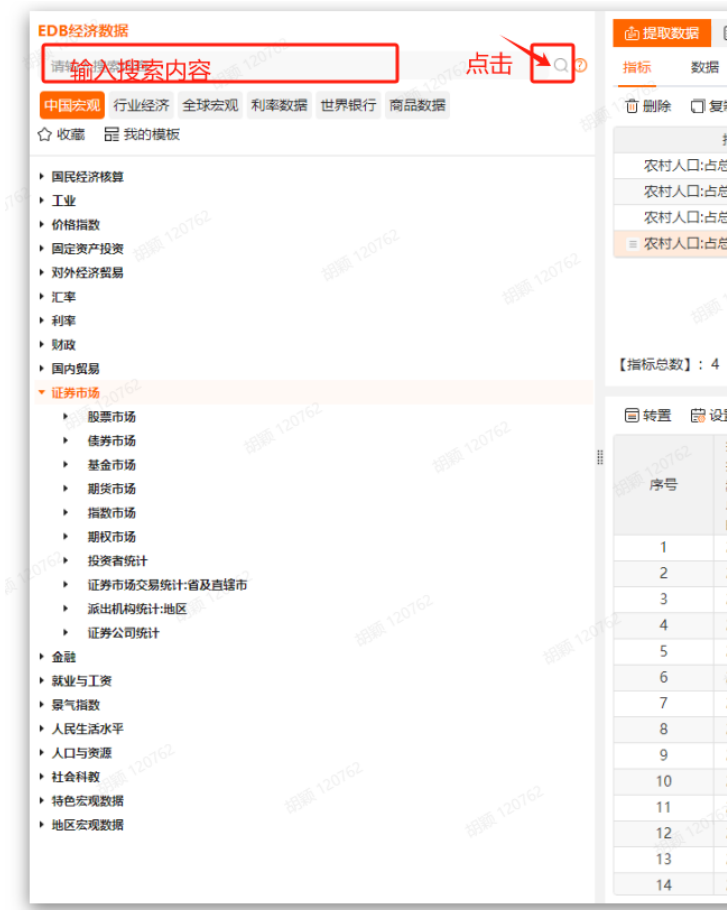 EDB经济数据
输入搜索内容
点击
中国宏观 行业经济 全球宏观 利率数据 世界银行 商品数据
收藏 我的模板
国民经济核算
工业
价格指数
固定资产投资
对外经济贸易
汇率
利率
财政
国内贸易
证券市场
股票市场
债券市场
基金市场
期货市场
指数市场
期权市场
投资者统计
证券市场交易统计:省及直辖市
派出机构统计:地区
证券公司统计
金融
就业与工资
景气指数
人民生活水平
人口与资源
社会科教
特色宏观数据
地区宏观数据
提取数据
指标 数据
删除 复制
农村人口:占总
农村人口:占总
农村人口:占总
农村人口:占总
【指标总数】: 4
转置 设置
序号
1
2
3
4
5
6
7
8
9
10
11
12
13
14
胡颖 120762